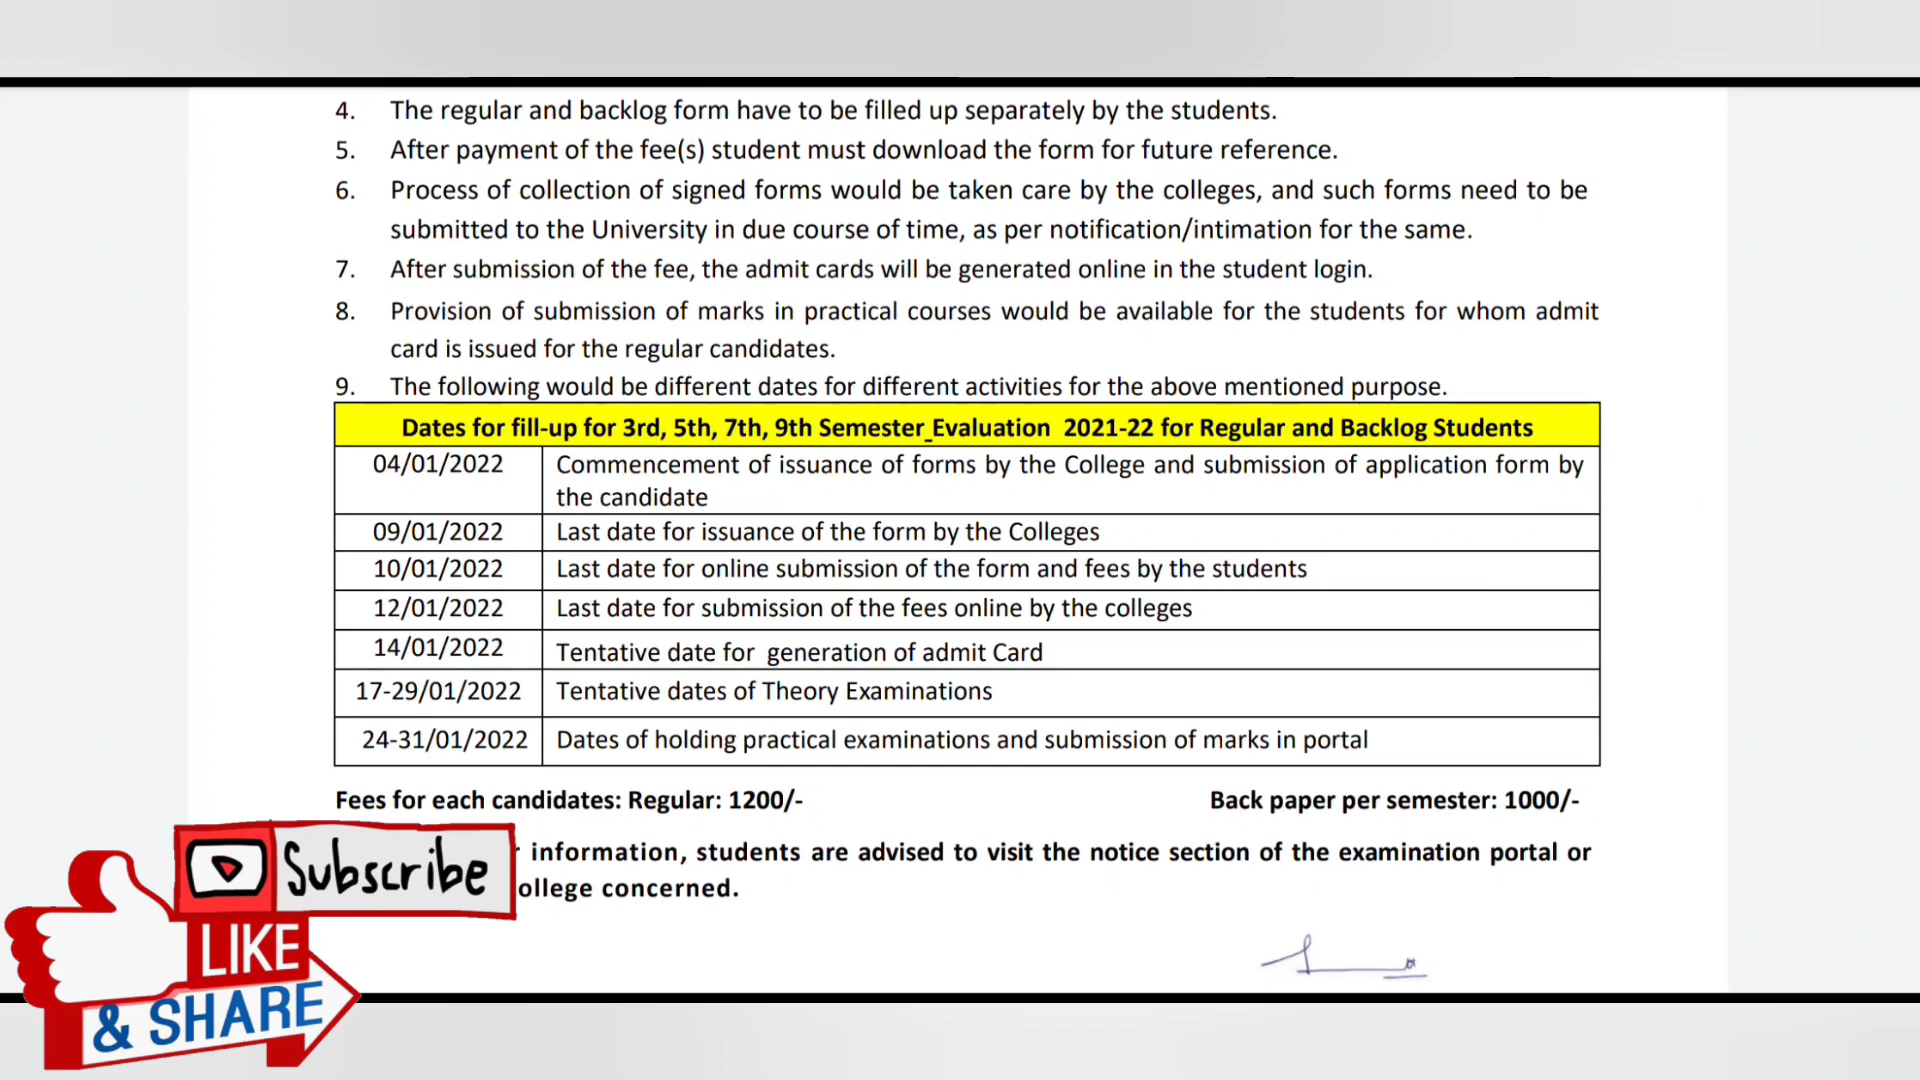 4. The regular and backlog form have to be filled up separately by the students.
5. After payment of the fee(s) student must download the form for future reference.
6. Process of collection of signed forms would be taken care by the colleges, and such forms need to be
submitted to the University in due course of time, as per notification/intimation for the same.
7. After submission of the fee, the admit cards will be generated online in the student login.
8. Provision of submission of marks in practical courses would be available for the students for whom admit
card is issued for the regular candidates.
9. The following would be different dates for different activities for the above mentioned purpose.
Dates for fill-up for 3rd, 5th, 7th, 9th Semester_Evaluation 2021-22 for Regular and Backlog Students
04/01/2022 Commencement of issuance of forms by the College and submission of application form by
the candidate
09/01/2022 Last date for issuance of the form by the Colleges
10/01/2022 Last date for online submission of the form and fees by the students
12/01/2022 Last date for submission of the fees online by the colleges
14/01/2022 Tentative date for generation of admit Card
17-29/01/2022 Tentative dates of Theory Examinations
24-31/01/2022 Dates of holding practical examinations and submission of marks in portal
Fees for each candidates: Regular: 1200/- Back paper per semester: 1000/-
information, students are advised to visit the notice section of the examination portal or
ollege concerned.
Subscribe
LIKE
& SHARE